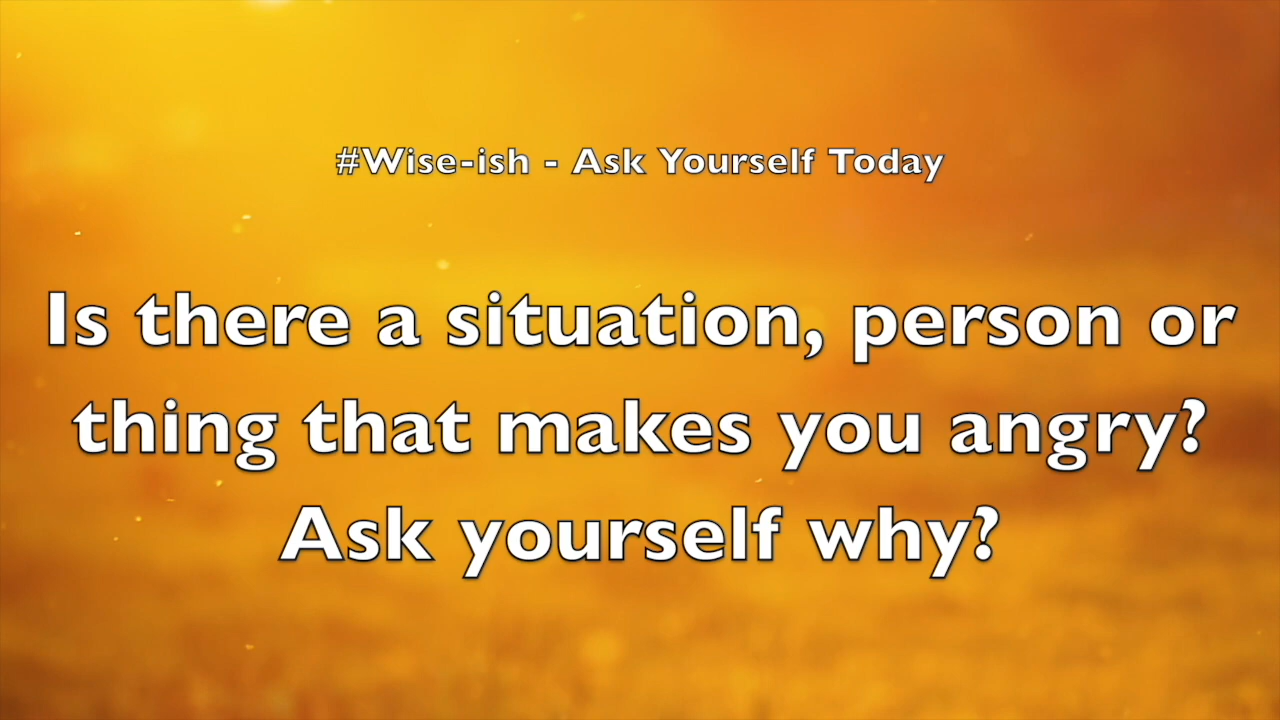 #Wise-ish - Ask Yourself Today
Is there a situation, person or
thing that makes you angry?
Ask yourself why?